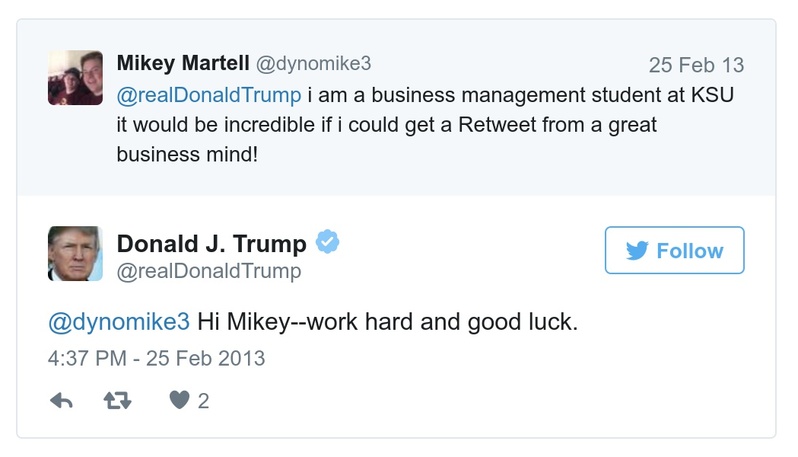 Mikey Martell @dynomike3 25 Feb 13
@realDonaldTrump i am a business management student at KSU
it would be incredible if i could get a Retweet from a great
business mind!
Donald J. Trump
@realDonaldTrump
Follow
@dynomike3 Hi Mikey--work hard and good luck.
4:37 PM - 25 Feb 2013
2